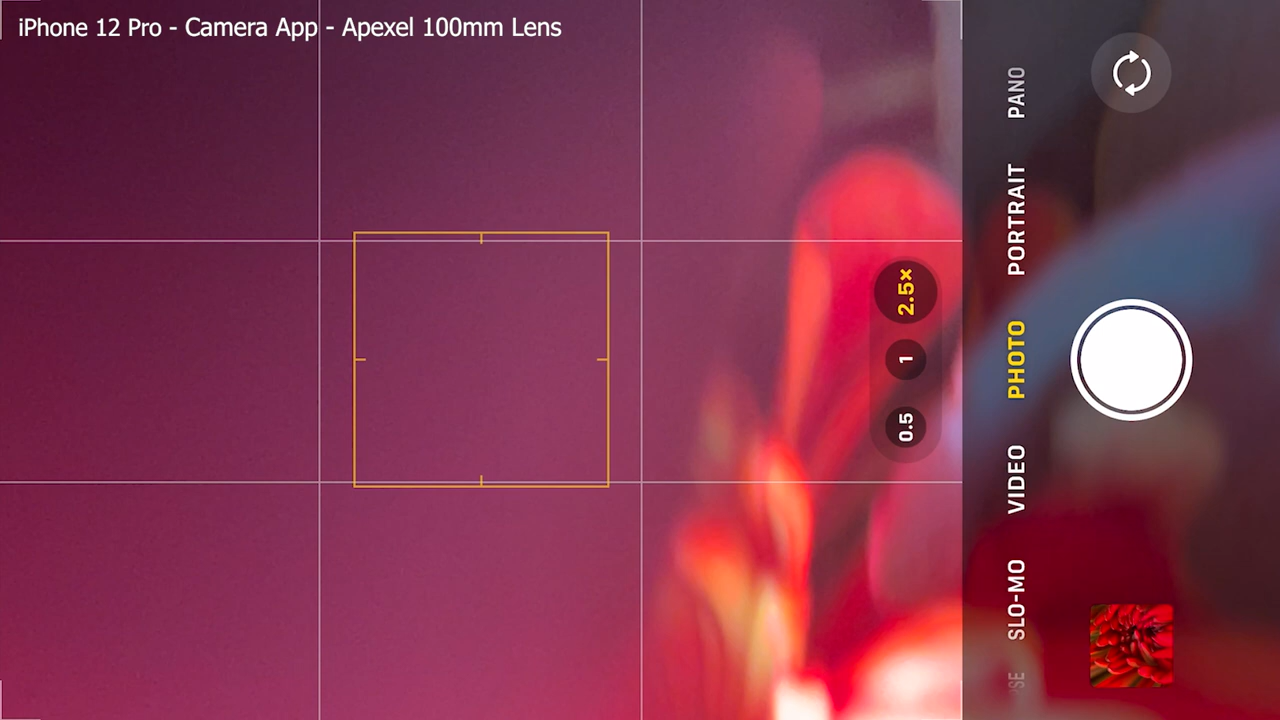 iPhone 12 Pro - Camera App - Apexel 100mm Lens
PANO
PORTRAIT
PHOTO
VIDEO
SLO-MO
SE
2.5×
1
0.5